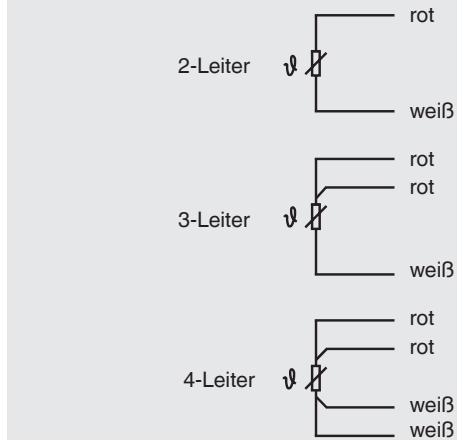 rot
2-Leiter ϑ
weiß
rot
rot
3-Leiter ϑ
weiß
rot
rot
4-Leiter ϑ
weiß
weiß